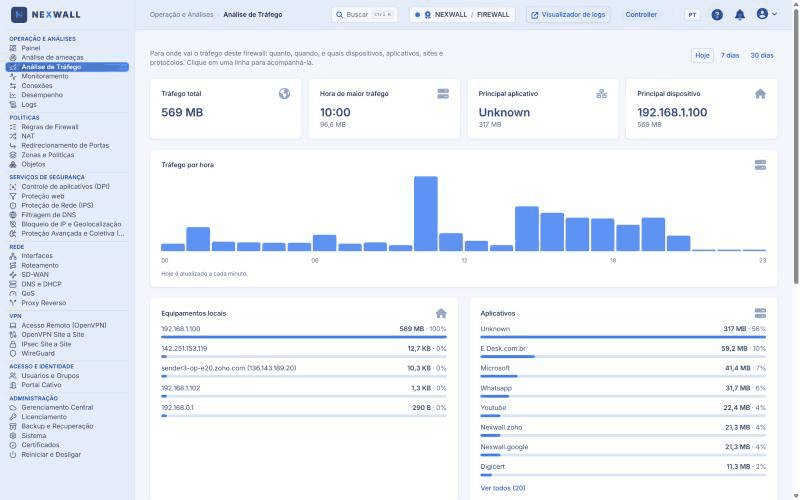 NEXWALL
OPERAÇÃO E ANÁLISES
Painel
Análise de ameaças
Análise de Tráfego
Monitoramento
Conexões
Desempenho
Logs
POLÍTICAS
Regras de Firewall
NAT
Redirecionamento de Portas
Zonas e Políticas
Objetos
SERVIÇOS DE SEGURANÇA
Controle de aplicativos (DPI)
Proteção web
Proteção de Rede (IPS)
Filtragem de DNS
Bloqueio de IP e Geolocalização
Proteção Avançada e Coletiva (...
REDE
Interfaces
Roteamento
SD-WAN
DNS e DHCP
QoS
Proxy Reverso
VPN
Acesso Remoto (OpenVPN)
OpenVPN Site a Site
IPsec Site a Site
WireGuard
ACESSO E IDENTIDADE
Usuários e Grupos
Portal Cativo
ADMINISTRAÇÃO
Gerenciamento Central
Licenciamento
Backup e Recuperação
Sistema
Certificados
Reiniciar e Desligar
Operação e Análises › Análise de Tráfego
Buscar Ctrl K
NEXWALL / FIREWALL
Visualizador de logs
Controller
PT
Para onde vai o tráfego deste firewall: quanto, quando, e quais dispositivos, aplicativos, sites e
protocolos. Clique em uma linha para acompanhá-la.
Hoje 7 dias 30 dias
Tráfego total
569 MB
Hora de maior tráfego
10:00
96,6 MB
Principal aplicativo
Unknown
317 MB
Principal dispositivo
192.168.1.100
569 MB
Tráfego por hora
00 06 12 18 23
Hoje é atualizado a cada minuto.
Equipamentos locais
192.168.1.100 569 MB · 100%
142.251.153.119 12,7 KB · 0%
sender3-op-e20.zoho.com (136.143.189.20) 10,3 KB · 0%
192.168.1.102 1,3 KB · 0%
192.168.0.1 290 B · 0%
Aplicativos
Unknown 317 MB · 56%
E Desk.com.br 59,2 MB · 10%
Microsoft 41,4 MB · 7%
Whatsapp 31,7 MB · 6%
Youtube 22,4 MB · 4%
Nexwall.zoho 21,3 MB · 4%
Nexwall.google 21,3 MB · 4%
Digicert 11,3 MB · 2%
Ver todos (20)